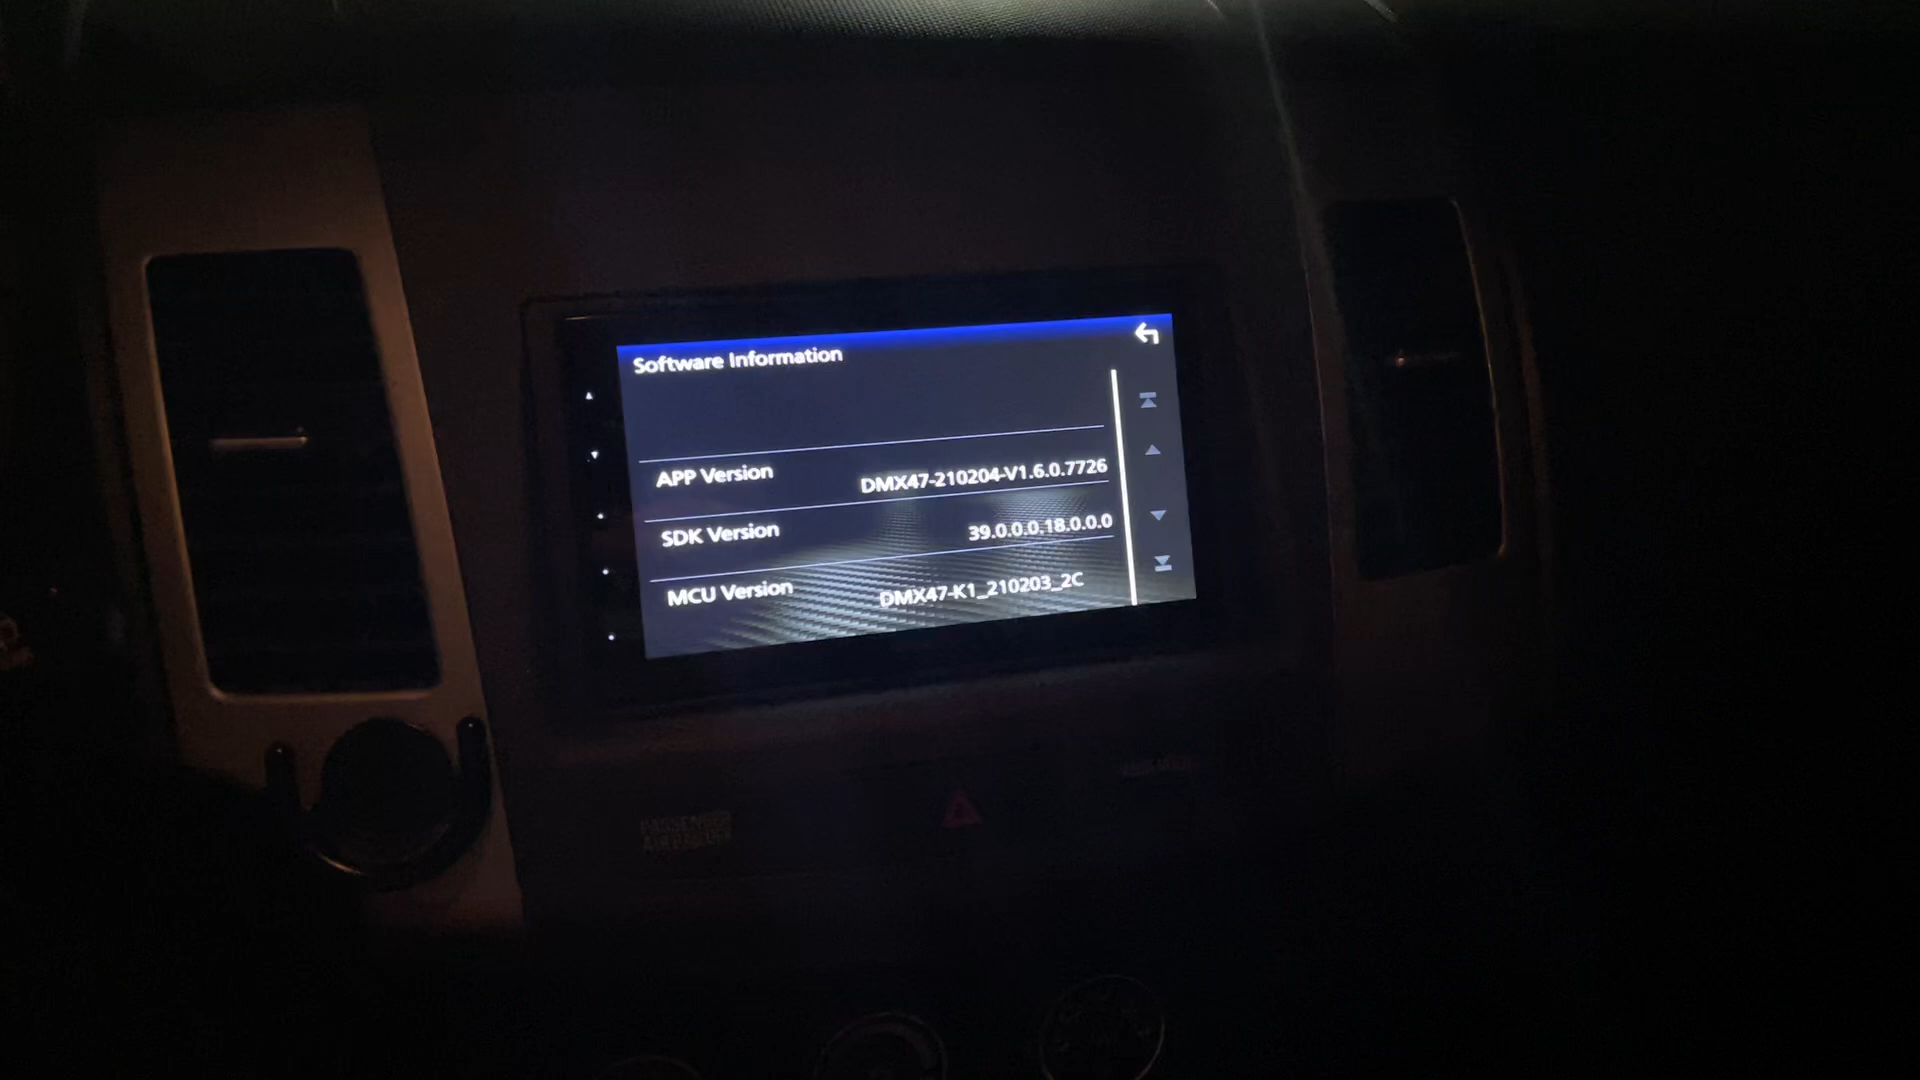 Software Information
APP Version DMX47-210204-V1.6.0.7726
SDK Version 39.0.0.0.18.0.0.0
MCU Version DMX47-K1_210203_2C
PASSENGER